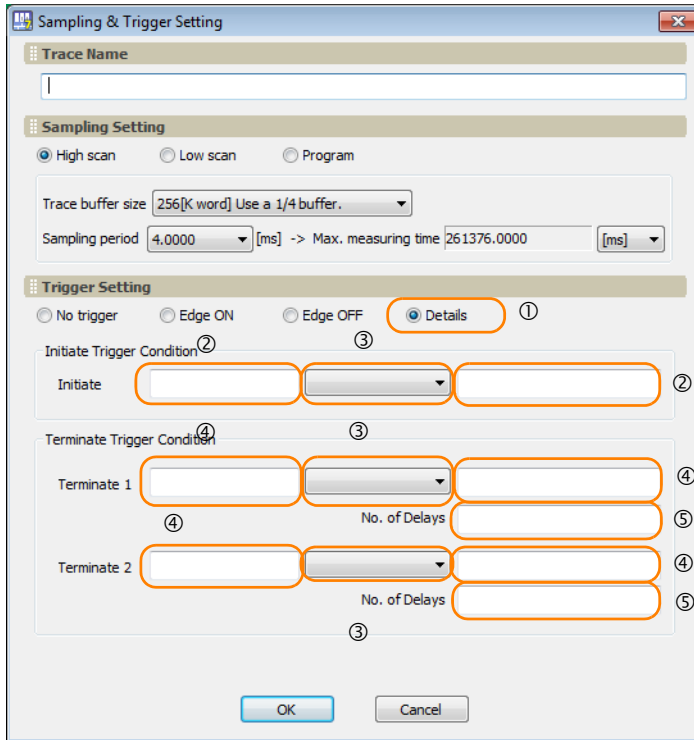 Sampling & Trigger Setting
Trace Name
Sampling Setting
High scan Low scan Program
Trace buffer size 256[K word] Use a 1/4 buffer.
Sampling period 4.0000 [ms] -> Max. measuring time 261376.0000 [ms]
Trigger Setting
No trigger Edge ON Edge OFF Details ①
② ③
Initiate Trigger Condition
Initiate ②
④ ③
Terminate Trigger Condition
Terminate 1 ④
④ No. of Delays ⑤
Terminate 2 ④
No. of Delays ⑤
③
OK Cancel